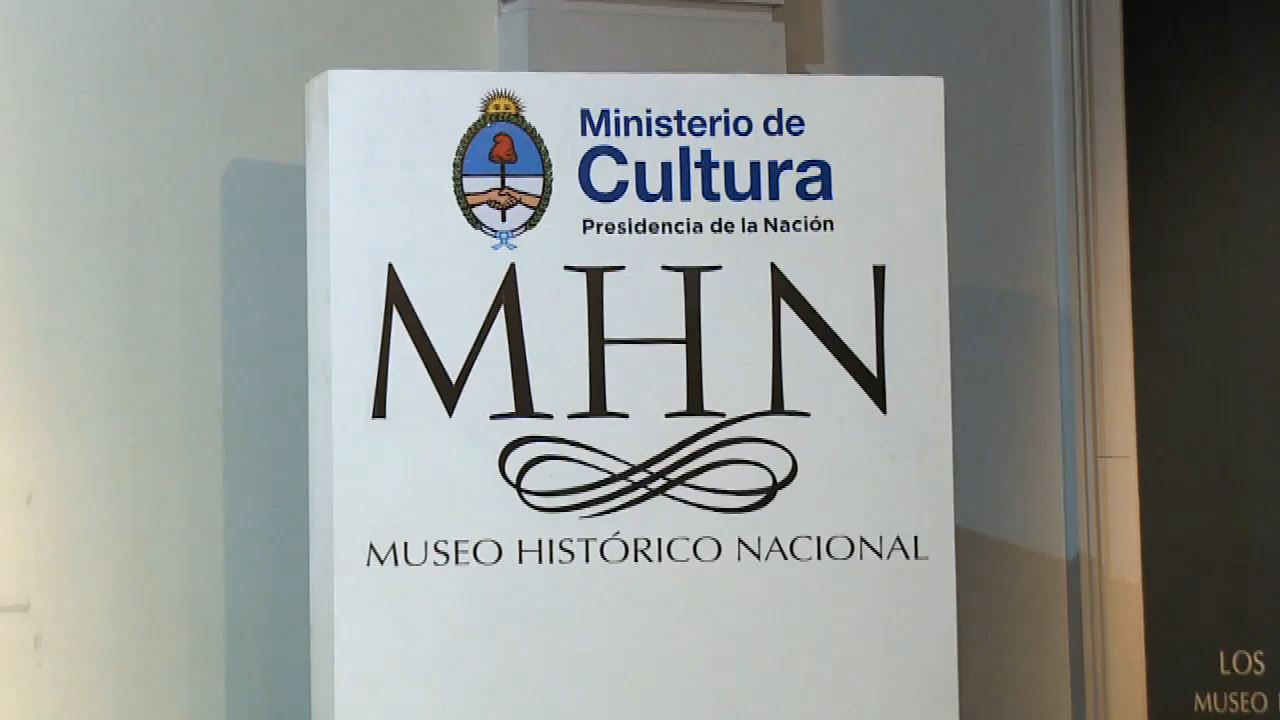 Ministerio de
Cultura
Presidencia de la Nación
MHN
MUSEO HISTÓRICO NACIONAL
LOS
MUSEO